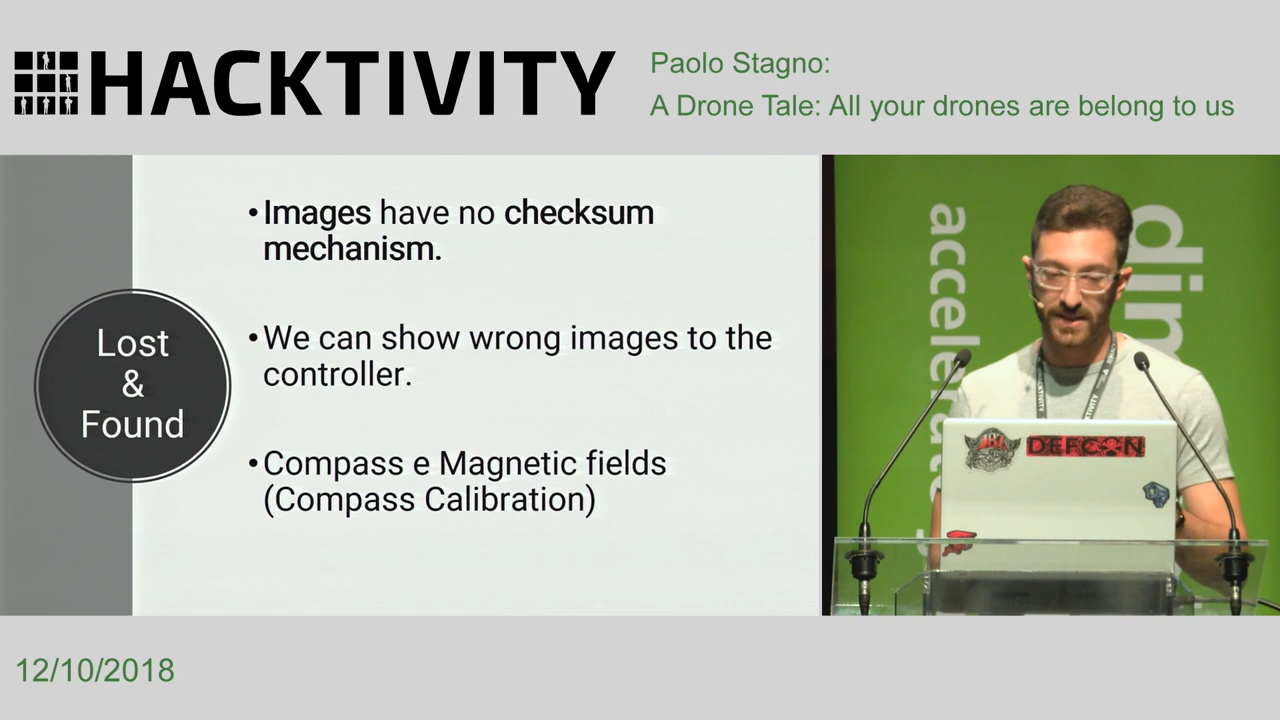 HACKTIVITY
Paolo Stagno:
A Drone Tale: All your drones are belong to us
• Images have no checksum
mechanism.
Lost
&
Found
• We can show wrong images to the
controller.
• Compass e Magnetic fields
(Compass Calibration)
DEFCON
HACKTIVITY
12/10/2018